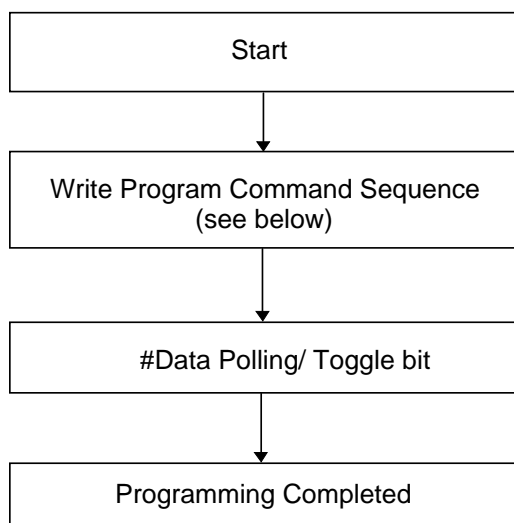 Start
Write Program Command Sequence
(see below)
#Data Polling/ Toggle bit
Programming Completed